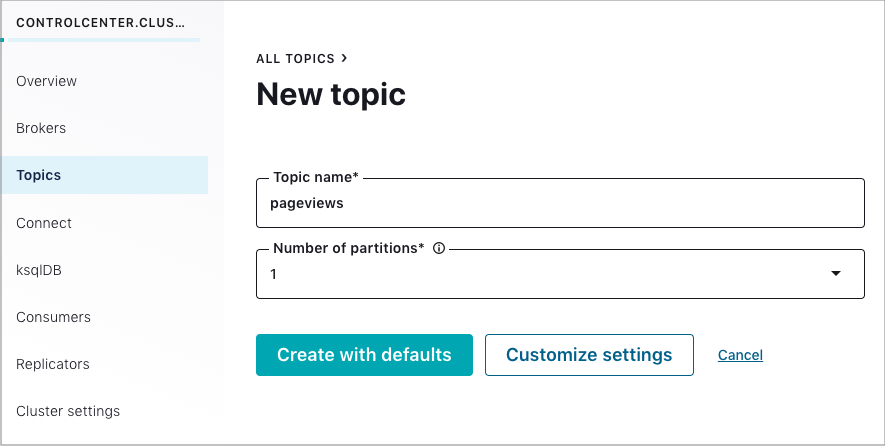 CONTROLCENTER.CLUS...
Overview
Brokers
Topics
Connect
ksqlDB
Consumers
Replicators
Cluster settings
ALL TOPICS >
New topic
Topic name*
pageviews
Number of partitions*
1
Create with defaults
Customize settings
Cancel